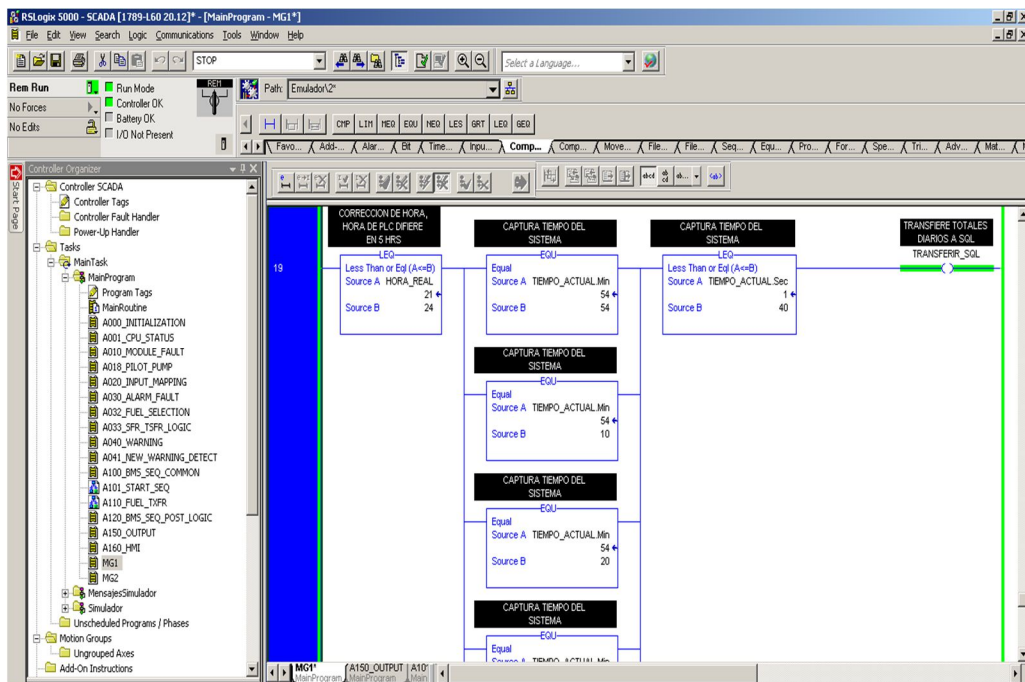 RSLogix 5000 - SCADA [1789-L60 20.12]* - [MainProgram - MG1*]
File Edit View Search Logic Communications Tools Window Help
STOP
Select a Language...
Rem Run
Run Mode
REM
Path: Emulador\2*
No Forces
Controller OK
Battery OK
No Edits
I/O Not Present
CMP LIM MEQ EQU NEQ LES GRT LEQ GEQ
Favo... Add-... Alar... Bit Time... Inpu... Comp... Comp... Move... File... File... Seq... Equ... Pro... For... Spe... Tri... Adv... Mat...
Start Page
Controller Organizer
Controller SCADA
Controller Tags
Controller Fault Handler
Power-Up Handler
Tasks
MainTask
MainProgram
Program Tags
MainRoutine
A000_INITIALIZATION
A001_CPU_STATUS
A010_MODULE_FAULT
A018_PILOT_PUMP
A020_INPUT_MAPPING
A030_ALARM_FAULT
A032_FUEL_SELECTION
A033_SFR_TSFR_LOGIC
A040_WARNING
A041_NEW_WARNING_DETECT
A100_BMS_SEQ_COMMON
A101_START_SEQ
A110_FUEL_TXFR
A120_BMS_SEQ_POST_LOGIC
A150_OUTPUT
A160_HMI
MG1
MG2
MensajesSimulador
Simulador
Unscheduled Programs / Phases
Motion Groups
Ungrouped Axes
Add-On Instructions
19
CORRECCION DE HORA,
HORA DE PLC DIFIERE
EN 5 HRS
LEQ
Less Than or Eql (A<=B)
Source A HORA_REAL
21
Source B 24
CAPTURA TIEMPO DEL
SISTEMA
EQU
Equal
Source A TIEMPO_ACTUAL.Min
54
Source B 54
CAPTURA TIEMPO DEL
SISTEMA
LEQ
Less Than or Eql (A<=B)
Source A TIEMPO_ACTUAL.Sec
1
Source B 40
TRANSFIERE TOTALES
DIARIOS A SQL
TRANSFERIR_SQL
CAPTURA TIEMPO DEL
SISTEMA
EQU
Equal
Source A TIEMPO_ACTUAL.Min
54
Source B 10
CAPTURA TIEMPO DEL
SISTEMA
EQU
Equal
Source A TIEMPO_ACTUAL.Min
54
Source B 20
CAPTURA TIEMPO DEL
SISTEMA
EQU
Equal
Source A TIEMPO_ACTUAL.Min
MG1* A150_OUTPUT A10
MainProgram MainProgram Main